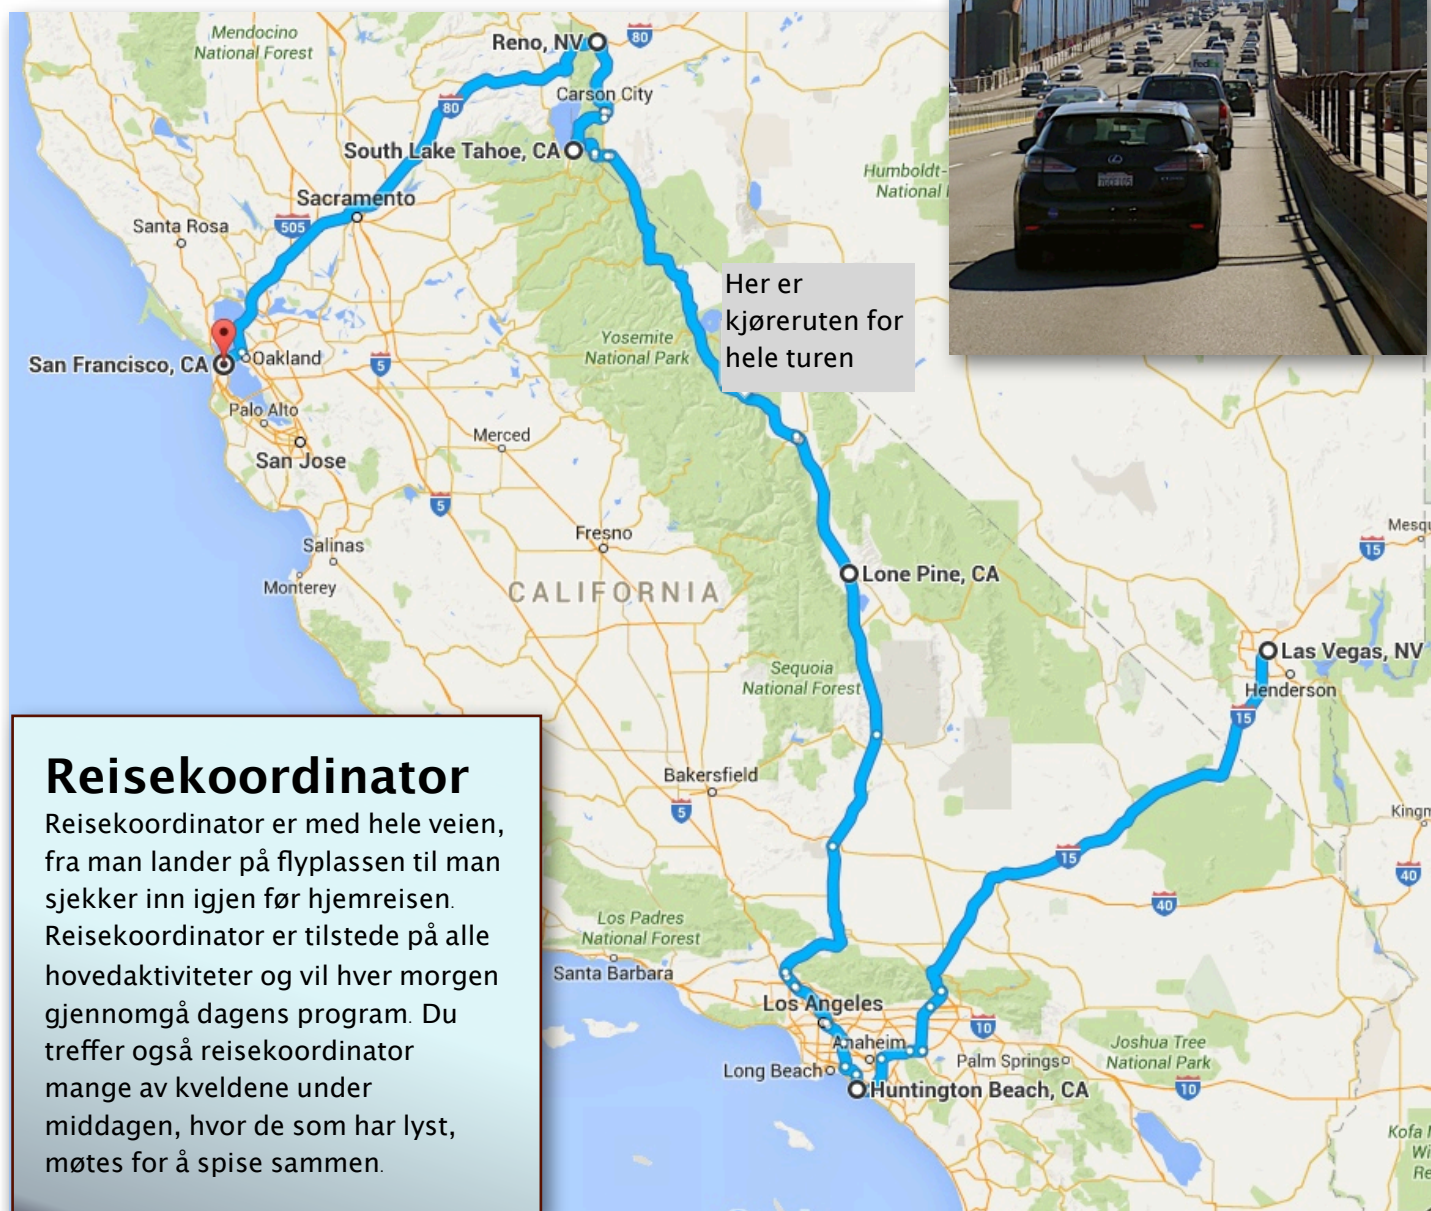 Mendocino
National Forest
Reno, NV
80
FedEx
80
Carson City
South Lake Tahoe, CA
Humboldt-
National
Sacramento
Santa Rosa
505
Her er
kjøreruten for
hele turen
Yosemite
National Park
San Francisco, CA
Oakland
5
Palo Alto
Merced
San Jose
5
Mesqu
Fresno
Salinas
15
Monterey
CALIFORNIA
Lone Pine, CA
Las Vegas, NV
Sequoia
National Forest
Henderson
15
Bakersfield
5
Kingm
15
40
40
Los Padres
National Forest
Santa Barbara
Los Angeles
10
Anaheim
Palm Springs
Joshua Tree
National Park
Long Beach
Huntington Beach, CA
10
Kofa
Wi
Re
Reisekoordinator
Reisekoordinator er med hele veien,
fra man lander på flyplassen til man
sjekker inn igjen før hjemreisen.
Reisekoordinator er tilstede på alle
hovedaktiviteter og vil hver morgen
gjennomgå dagens program. Du
treffer også reisekoordinator
mange av kveldene under
middagen, hvor de som har lyst,
møtes for å spise sammen.